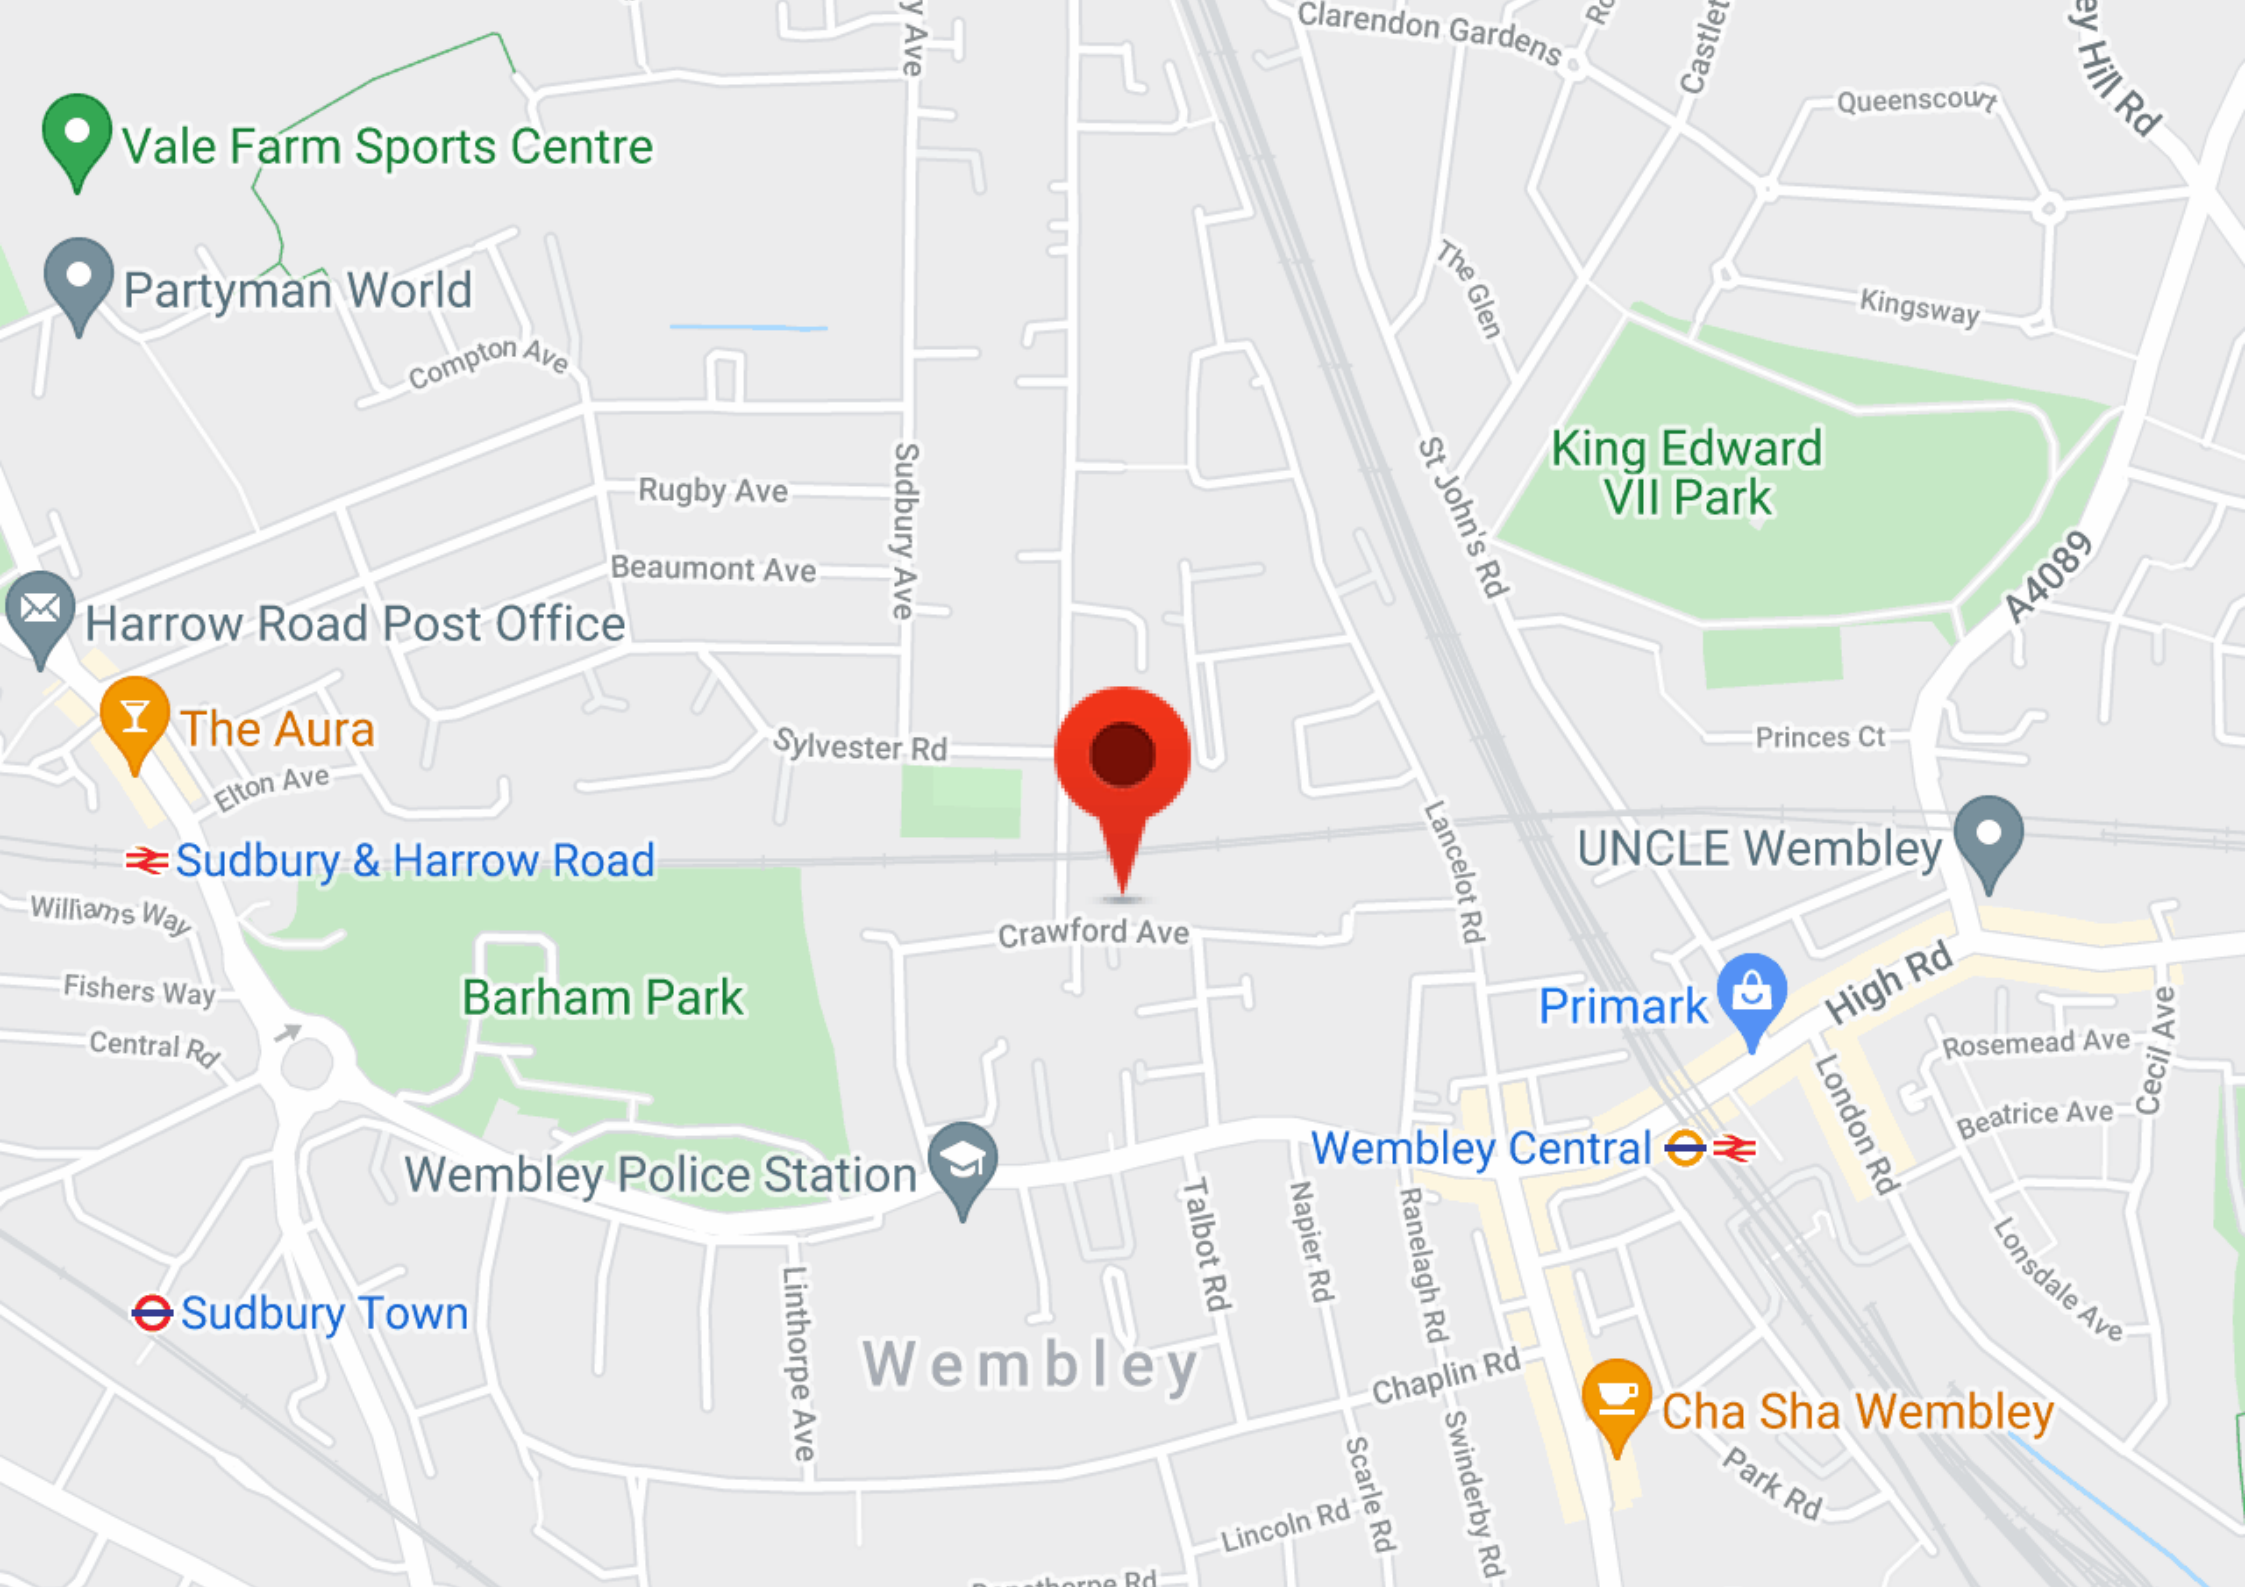 y Ave
Clarendon Gardens
Ro
Castlet
ey Hill Rd
Queenscourt
Vale Farm Sports Centre
Partyman World
The Glen
Kingsway
Compton Ave
King Edward
VII Park
St John's Rd
Sudbury Ave
Rugby Ave
Beaumont Ave
A4089
Harrow Road Post Office
The Aura
Sylvester Rd
Princes Ct
Elton Ave
Lancelot Rd
UNCLE Wembley
Sudbury & Harrow Road
Williams Way
Crawford Ave
Barham Park
Fishers Way
Central Rd
Primark
High Rd
Rosemead Ave
Cecil Ave
Beatrice Ave
London Rd
Wembley Central
Wembley Police Station
Talbot Rd
Napier Rd
Ranelagh Rd
Lonsdale Ave
Linthorpe Ave
Sudbury Town
Wembley
Chaplin Rd
Cha Sha Wembley
Swinderby Rd
Scarle Rd
Park Rd
Lincoln Rd
Rd